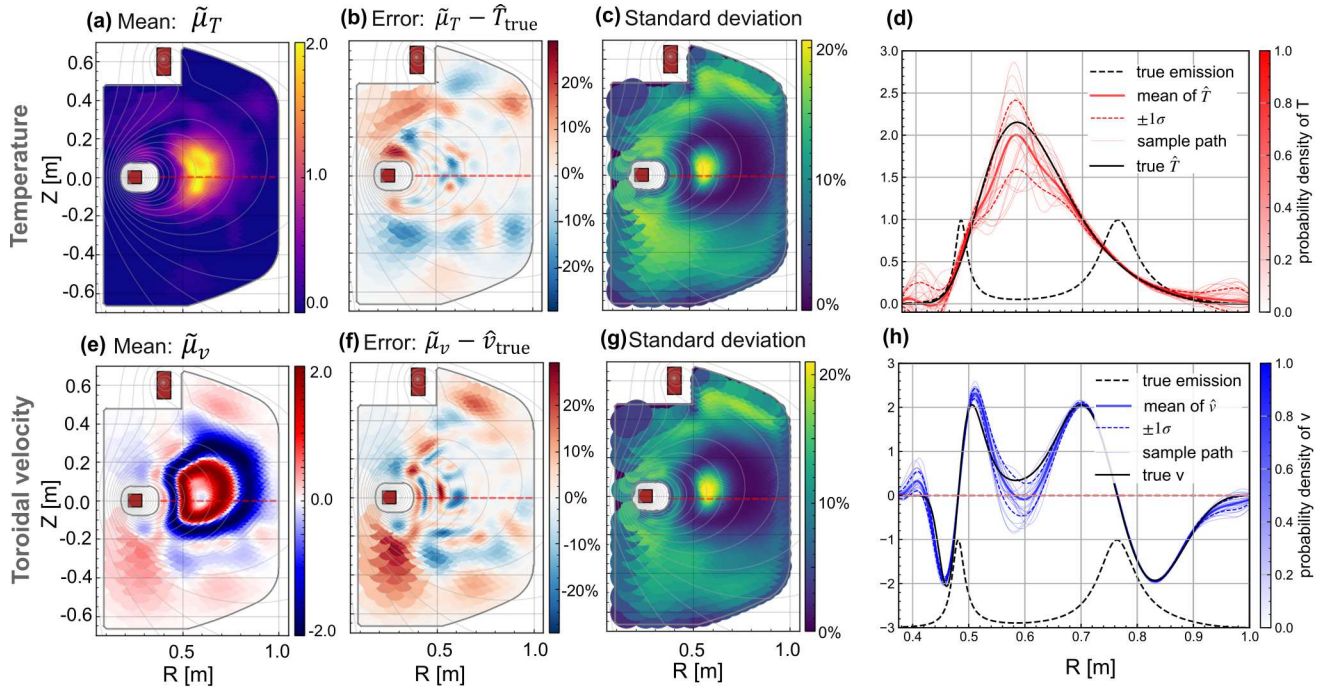 (a) Mean: μ̃_T
(b) Error: μ̃_T − T̂_true
(c) Standard deviation
(d)
Temperature
Z [m]
0.6
0.4
0.2
0.0
-0.2
-0.4
-0.6
2.0
1.0
0.0
20%
10%
0%
-10%
-20%
20%
10%
0%
3.0
2.5
2.0
1.5
1.0
0.5
0.0
true emission
mean of T̂
±1σ
sample path
true T̂
1.0
0.8
0.6
0.4
0.2
0.0
probability density of T
(e) Mean: μ̃_v
(f) Error: μ̃_v − v̂_true
(g) Standard deviation
(h)
Toroidal velocity
Z [m]
0.6
0.4
0.2
0.0
-0.2
-0.4
-0.6
0.5
1.0
R [m]
2.0
0.0
-2.0
0.5
1.0
R [m]
20%
10%
0%
-10%
-20%
-30%
0.5
1.0
R [m]
20%
10%
0%
3
2
1
0
-1
-2
-3
0.4
0.5
0.6
0.7
0.8
0.9
1.0
R [m]
true emission
mean of v̂
±1σ
sample path
true v
1.0
0.8
0.6
0.4
0.2
0.0
probability density of v